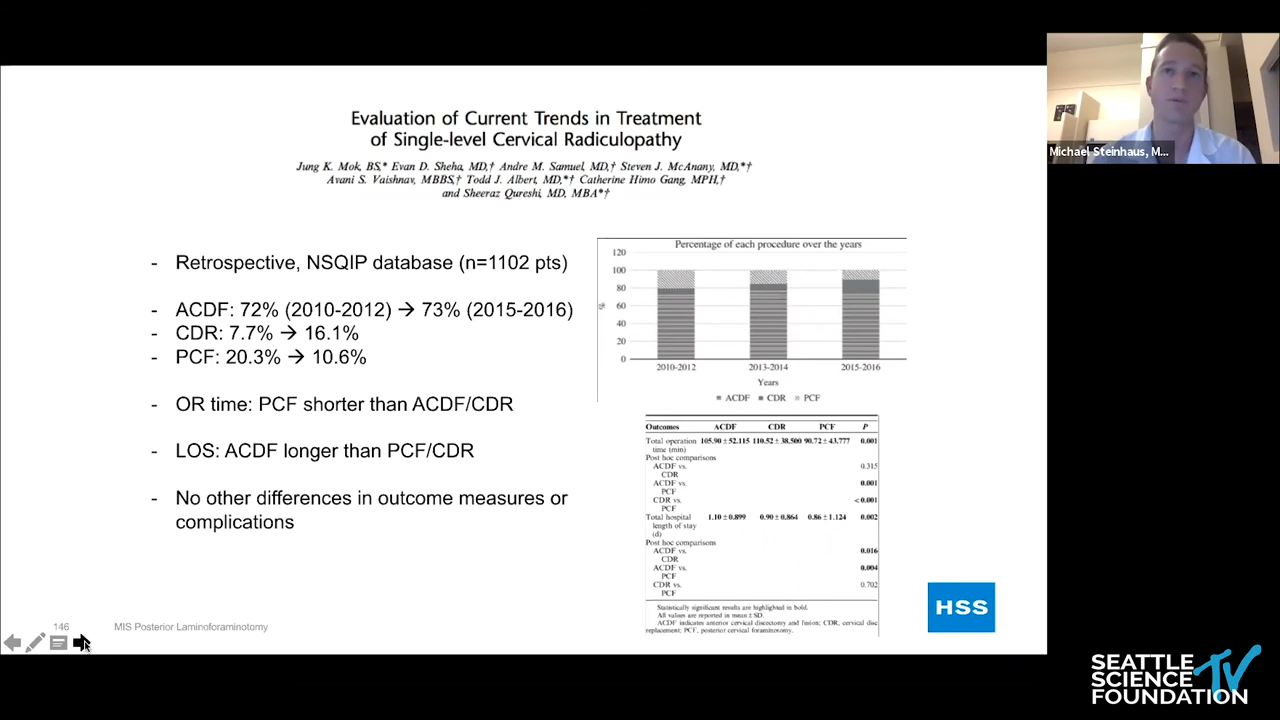 Evaluation of Current Trends in Treatment
of Single-level Cervical Radiculopathy
Jung K. Mok, BS,* Evan D. Sheha, MD,† Andre M. Samuel, MD,† Steven J. McAnany, MD,*†
Avani S. Vaishnav, MBBS,† Todd J. Albert, MD,*† Catherine Himo Gang, MPH,†
and Sheeraz Qureshi, MD, MBA*†
- Retrospective, NSQIP database (n=1102 pts)
- ACDF: 72% (2010-2012) → 73% (2015-2016)
- CDR: 7.7% → 16.1%
- PCF: 20.3% → 10.6%
- OR time: PCF shorter than ACDF/CDR
- LOS: ACDF longer than PCF/CDR
- No other differences in outcome measures or
complications
Percentage of each procedure over the years
120
100
80
60
40
20
0
%
2010-2012 2013-2014 2015-2016
Years
ACDF CDR PCF
Outcomes ACDF CDR PCF P
Total operation 105.90 ± 52.115 110.52 ± 38.500 90.72 ± 43.777 0.001
time (min)
Post hoc comparisons
ACDF vs. 0.315
CDR
ACDF vs. 0.001
PCF
CDR vs. < 0.001
PCF
Total hospital 1.10 ± 0.899 0.90 ± 0.864 0.86 ± 1.124 0.002
length of stay
(d)
Post hoc comparisons
ACDF vs. 0.016
CDR
ACDF vs. 0.004
PCF
CDR vs. 0.702
PCF
Statistically significant results are highlighted in bold.
All values are reported in mean ± SD.
ACDF indicates anterior cervical discectomy and fusion; CDR, cervical disc
replacement; PCF, posterior cervical foraminotomy.
HSS
146 MIS Posterior Laminoforaminotomy
Michael Steinhaus, M...
SEATTLE
SCIENCE TV
FOUNDATION